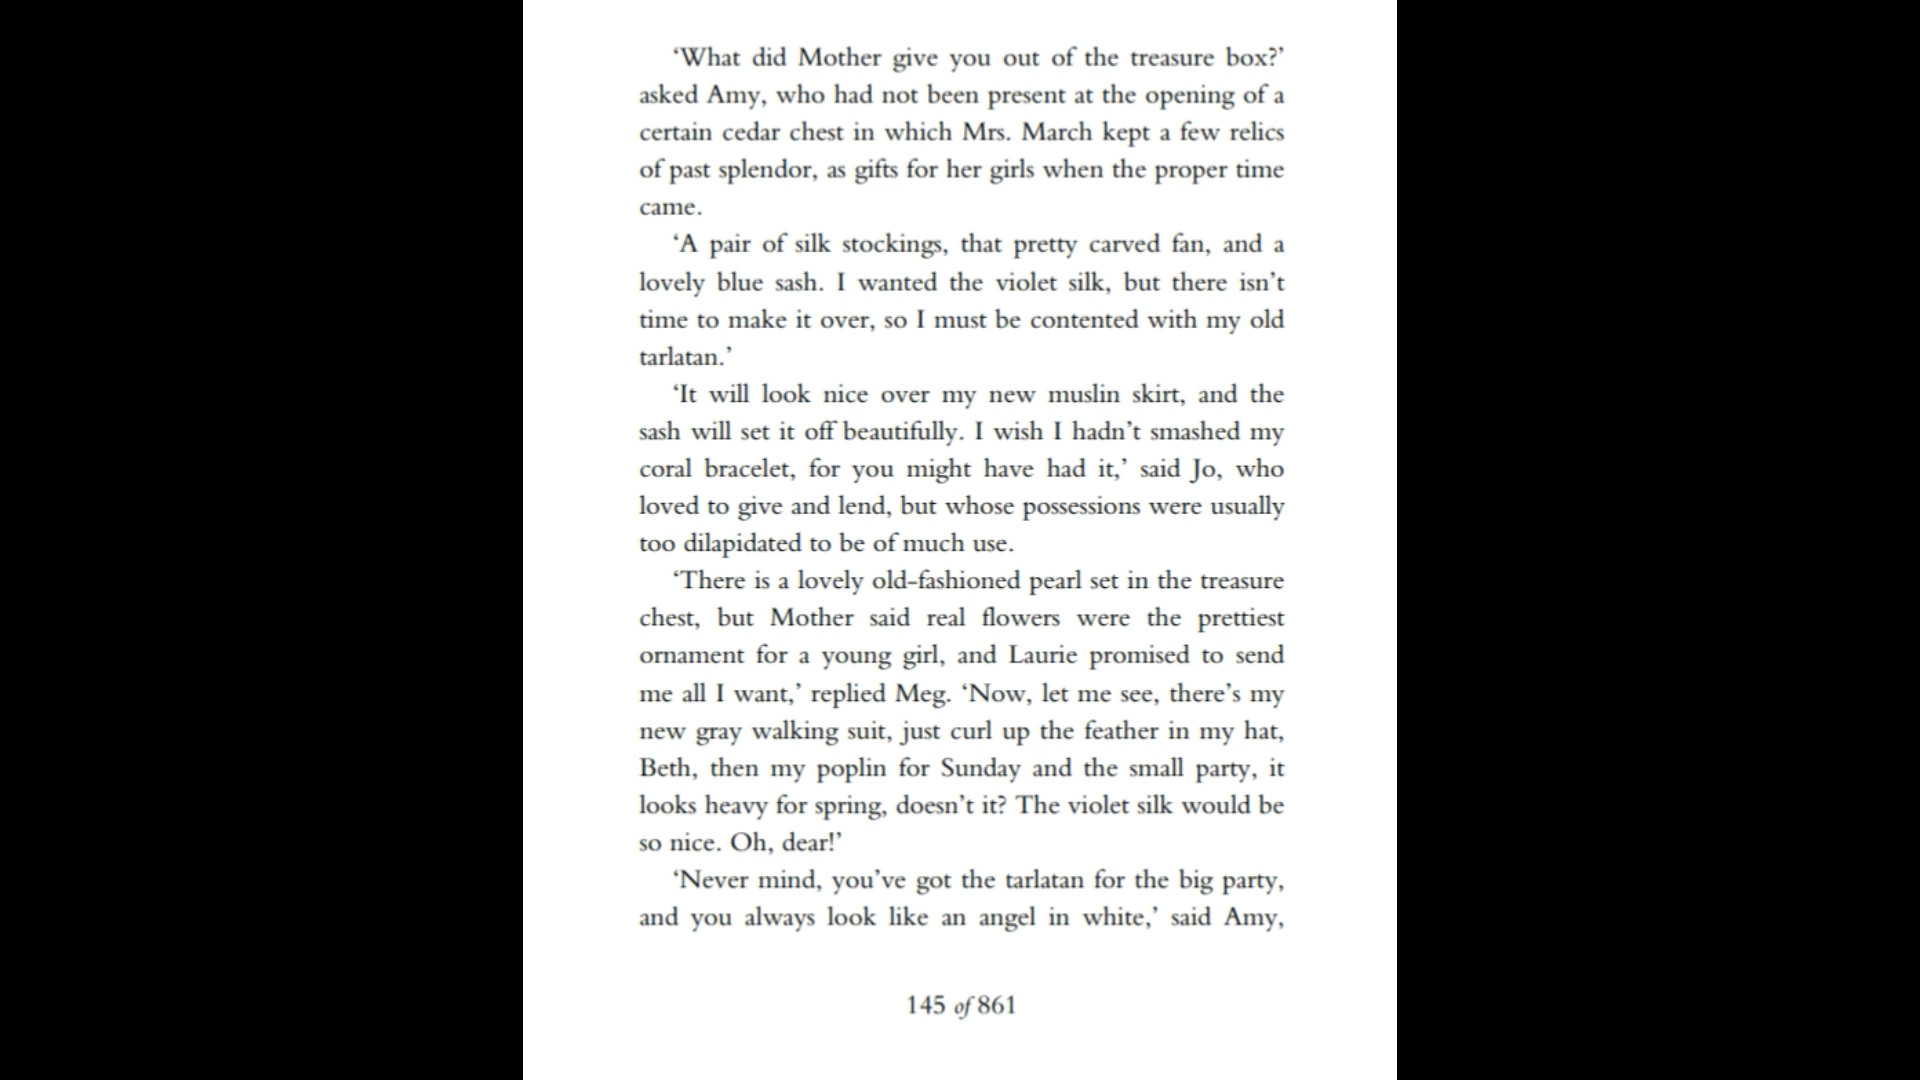 ‘What did Mother give you out of the treasure box?’
asked Amy, who had not been present at the opening of a
certain cedar chest in which Mrs. March kept a few relics
of past splendor, as gifts for her girls when the proper time
came.
‘A pair of silk stockings, that pretty carved fan, and a
lovely blue sash. I wanted the violet silk, but there isn’t
time to make it over, so I must be contented with my old
tarlatan.’
‘It will look nice over my new muslin skirt, and the
sash will set it off beautifully. I wish I hadn’t smashed my
coral bracelet, for you might have had it,’ said Jo, who
loved to give and lend, but whose possessions were usually
too dilapidated to be of much use.
‘There is a lovely old-fashioned pearl set in the treasure
chest, but Mother said real flowers were the prettiest
ornament for a young girl, and Laurie promised to send
me all I want,’ replied Meg. ‘Now, let me see, there’s my
new gray walking suit, just curl up the feather in my hat,
Beth, then my poplin for Sunday and the small party, it
looks heavy for spring, doesn’t it? The violet silk would be
so nice. Oh, dear!’
‘Never mind, you’ve got the tarlatan for the big party,
and you always look like an angel in white,’ said Amy,
145 of 861